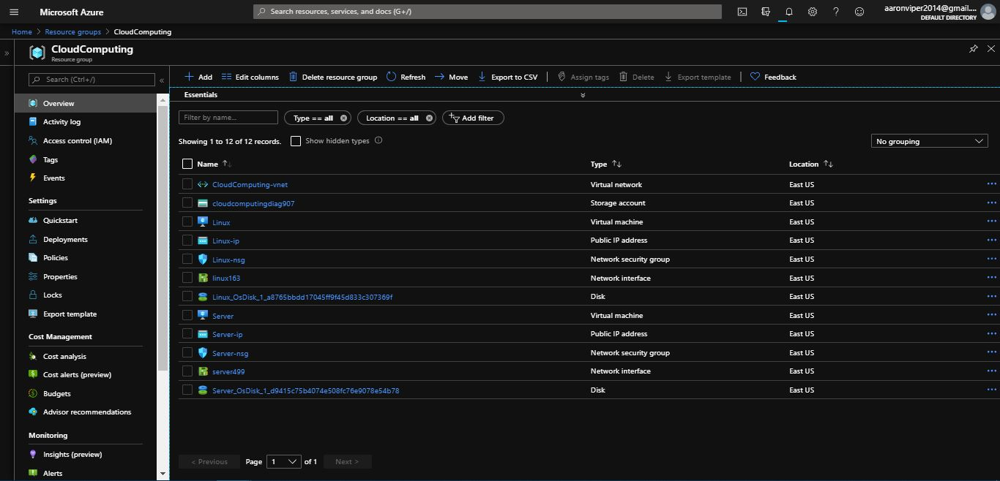 Microsoft Azure
Search resources, services, and docs (G+/)
aaronviper2014@gmail....
DEFAULT DIRECTORY
Home > Resource groups > CloudComputing
CloudComputing
Resource group
Search (Ctrl+/)
Add Edit columns Delete resource group Refresh Move Export to CSV Assign tags Delete Export template Feedback
Essentials
Overview
Activity log
Access control (IAM)
Tags
Events
Settings
Quickstart
Deployments
Policies
Properties
Locks
Export template
Cost Management
Cost analysis
Cost alerts (preview)
Budgets
Advisor recommendations
Monitoring
Insights (preview)
Alerts
Filter by name...
Type == all
Location == all
Add filter
Showing 1 to 12 of 12 records.
Show hidden types
No grouping
Name Type Location
CloudComputing-vnet Virtual network East US
cloudcomputingdiag907 Storage account East US
Linux Virtual machine East US
Linux-ip Public IP address East US
Linux-nsg Network security group East US
linux163 Network interface East US
Linux_OsDisk_1_a8765bbdd17045ff9f45d833c307369f Disk East US
Server Virtual machine East US
Server-ip Public IP address East US
Server-nsg Network security group East US
server499 Network interface East US
Server_OsDisk_1_d9415c75b4074e508fc76e9078e54b78 Disk East US
< Previous Page 1 of 1 Next >